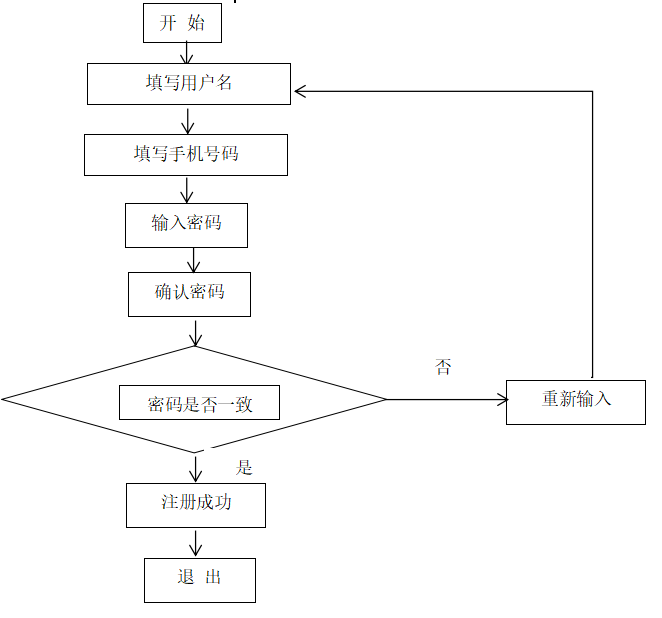 开 始
填写用户名
填写手机号码
输入密码
确认密码
否
密码是否一致
重新输入
是
注册成功
退 出